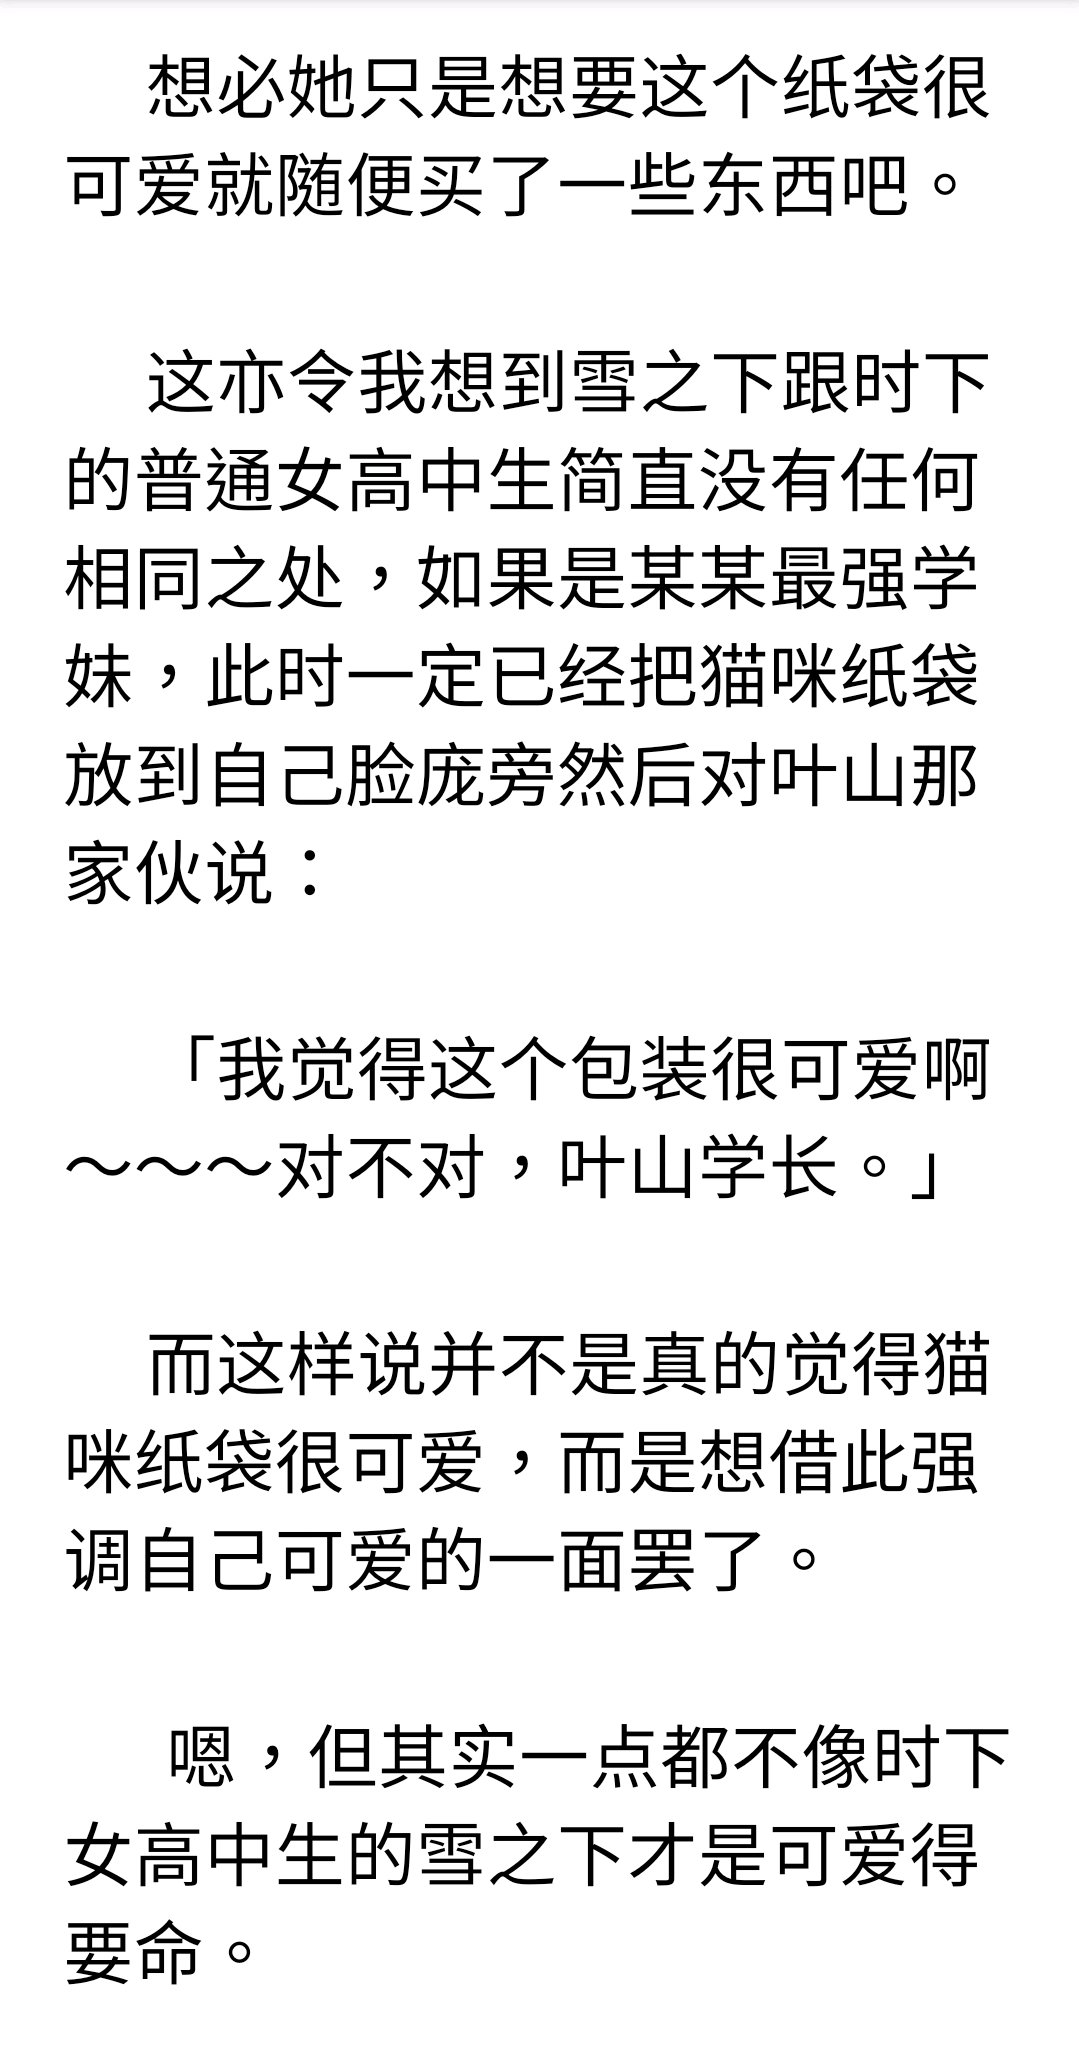 想必她只是想要这个纸袋很
可爱就随便买了一些东西吧。
这亦令我想到雪之下跟时下
的普通女高中生简直没有任何
相同之处，如果是某某最强学
妹，此时一定已经把猫咪纸袋
放到自己脸庞旁然后对叶山那
家伙说：
「我觉得这个包装很可爱啊
～～～对不对，叶山学长。」
而这样说并不是真的觉得猫
咪纸袋很可爱，而是想借此强
调自己可爱的一面罢了。
嗯，但其实一点都不像时下
女高中生的雪之下才是可爱得
要命。